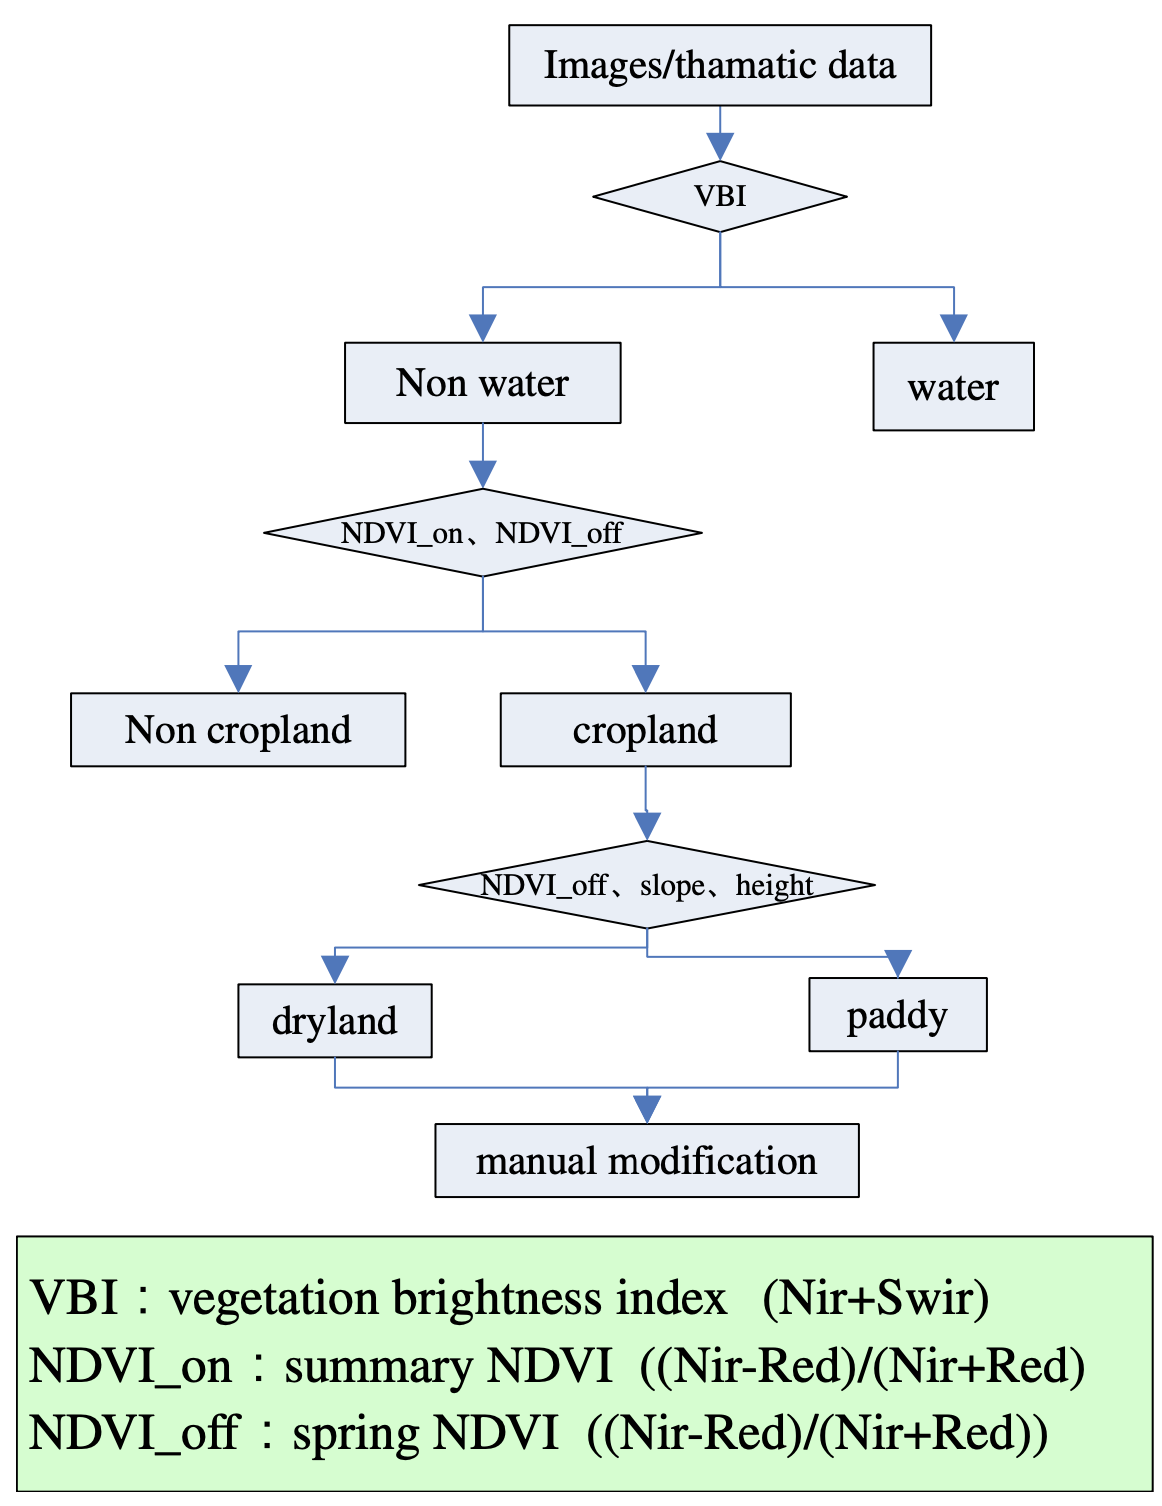 Images/thamatic data
VBI
Non water
water
NDVI_on、NDVI_off
Non cropland
cropland
NDVI_off、slope、height
dryland
paddy
manual modification
VBI：vegetation brightness index (Nir+Swir)
NDVI_on：summary NDVI ((Nir-Red)/(Nir+Red)
NDVI_off：spring NDVI ((Nir-Red)/(Nir+Red))